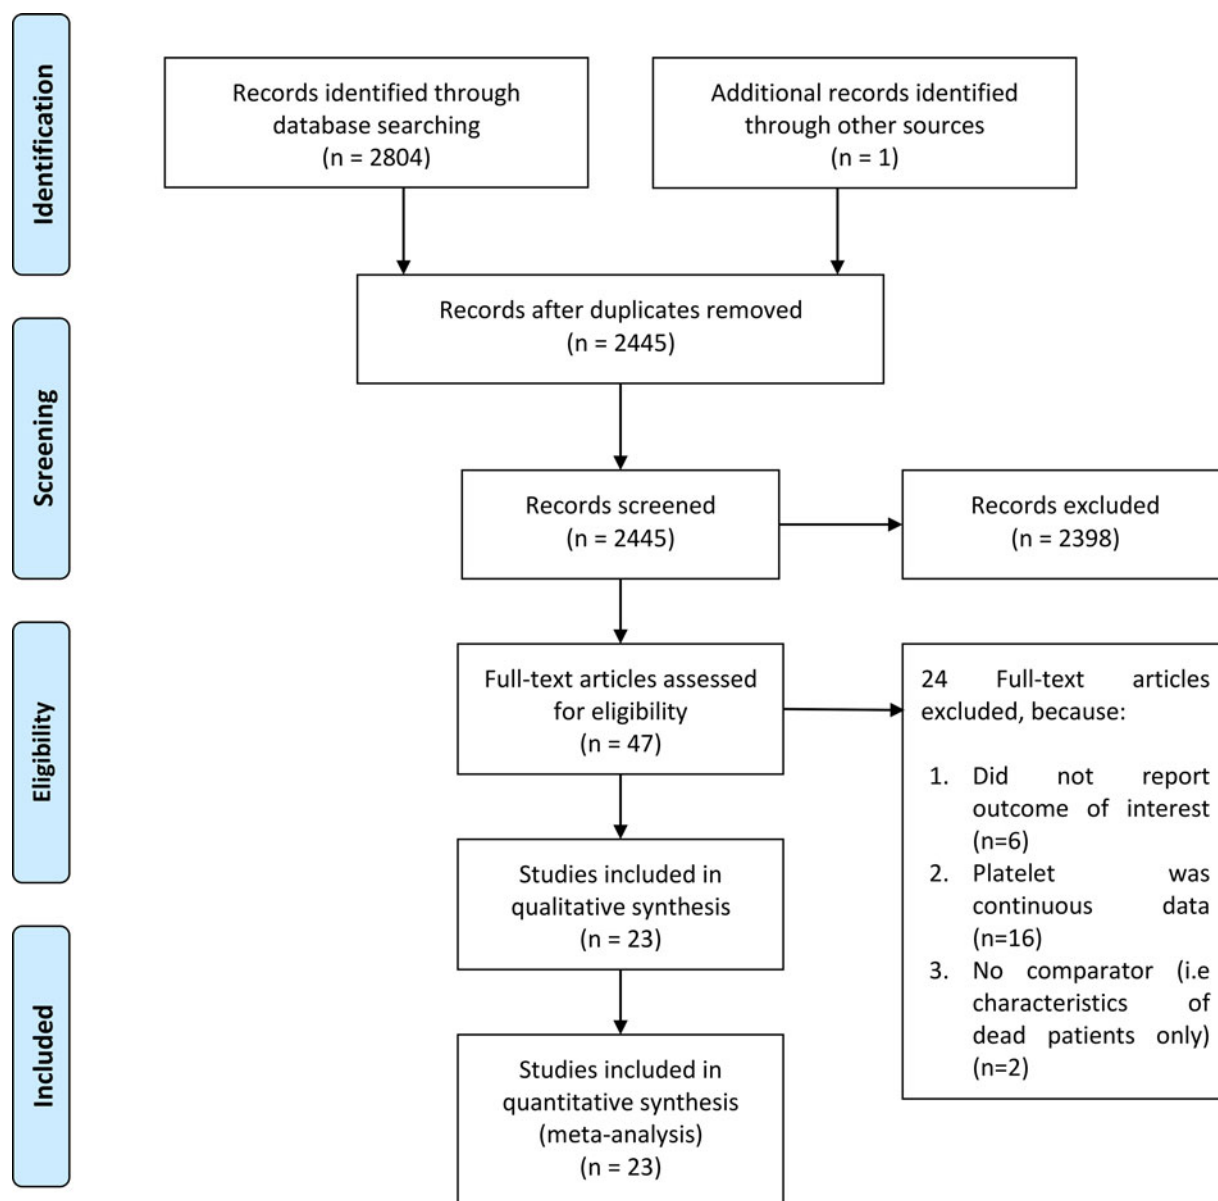 Identification
Records identified through
database searching
(n = 2804)
Additional records identified
through other sources
(n = 1)
Records after duplicates removed
(n = 2445)
Screening
Records screened
(n = 2445)
Records excluded
(n = 2398)
Eligibility
Full-text articles assessed
for eligibility
(n = 47)
24 Full-text articles
excluded, because:
1. Did not report
outcome of interest
(n=6)
2. Platelet was
continuous data
(n=16)
3. No comparator (i.e
characteristics of
dead patients only)
(n=2)
Studies included in
qualitative synthesis
(n = 23)
Included
Studies included in
quantitative synthesis
(meta-analysis)
(n = 23)